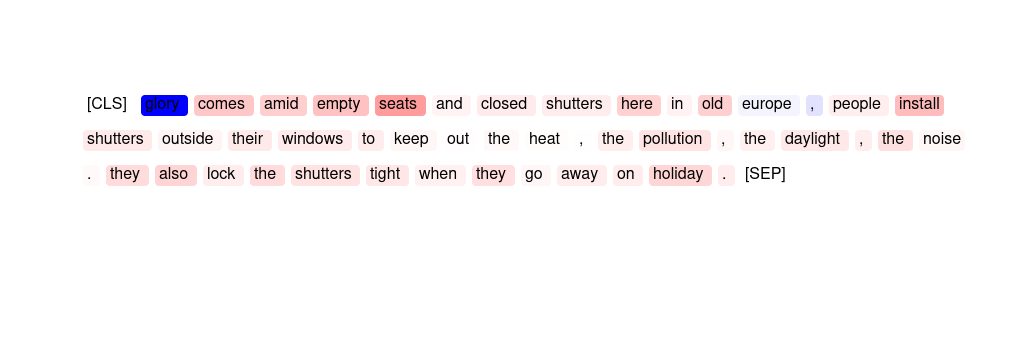 [CLS] glory comes amid empty seats and closed shutters here in old europe , people install
shutters outside their windows to keep out the heat , the pollution , the daylight , the noise
. they also lock the shutters tight when they go away on holiday . [SEP]